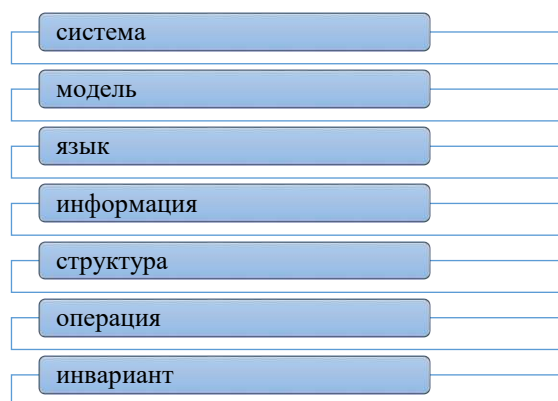 система
модель
язык
информация
структура
операция
инвариант